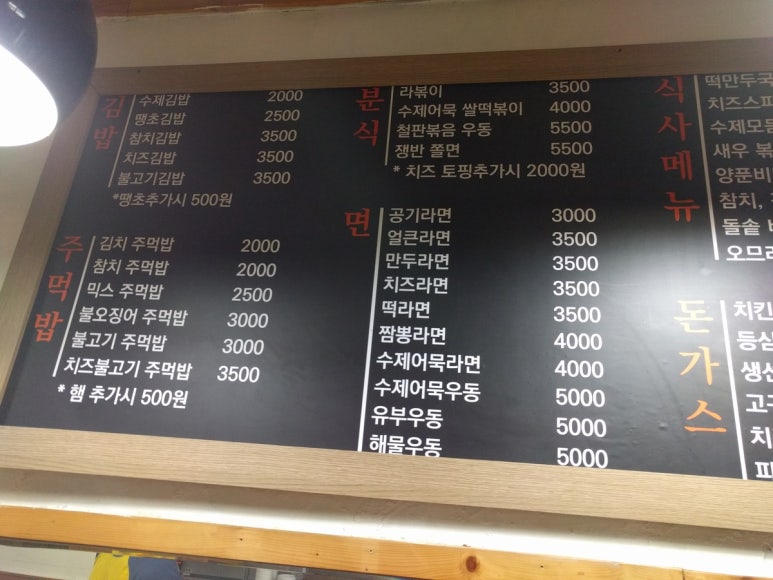 김밥
수제김밥 2000
땡초김밥 2500
참치김밥 3500
치즈김밥 3500
불고기김밥 3500
*땡초추가시 500원
주먹밥
김치 주먹밥 2000
참치 주먹밥 2000
믹스 주먹밥 2500
불오징어 주먹밥 3000
불고기 주먹밥 3000
치즈불고기 주먹밥 3500
* 햄 추가시 500원
분식
라볶이 3500
수제어묵 쌀떡볶이 4000
철판볶음 우동 5500
쟁반 쫄면 5500
* 치즈 토핑추가시 2000원
면
공기라면 3000
얼큰라면 3500
만두라면 3500
치즈라면 3500
떡라면 3500
짬뽕라면 4000
수제어묵라면 4000
수제어묵우동 5000
유부우동 5000
해물우동 5000
식사메뉴
떡만두국
치즈스파
수제모듬
새우 볶
양푼비
참치,
돌솥
오므라
돈가스
치킨
등심
생선
고구
치